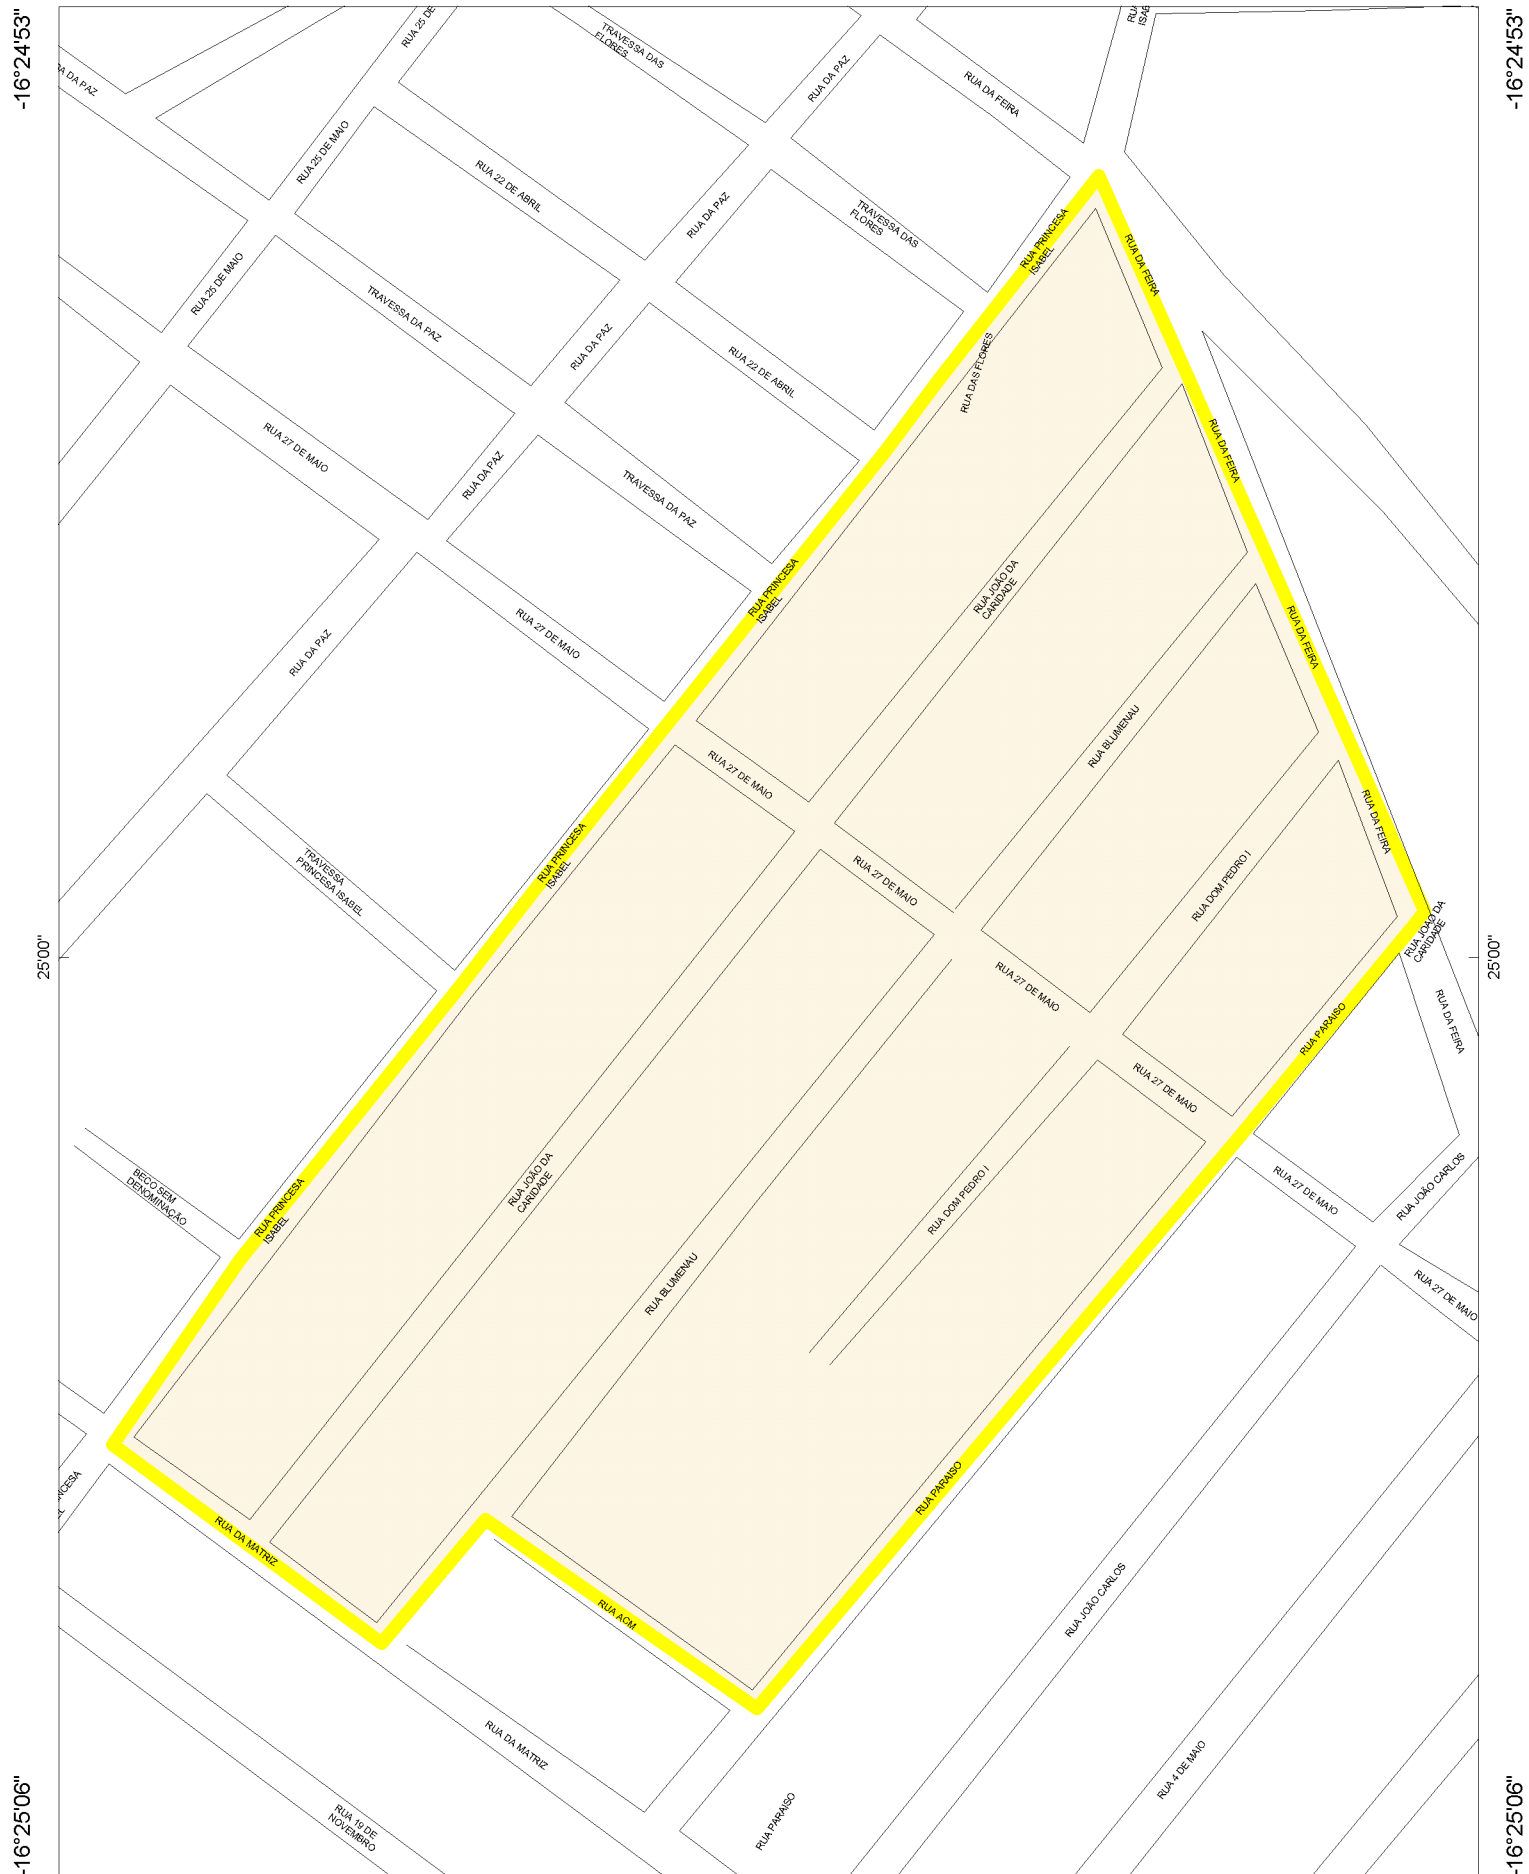 -16°24'53"
-16°24'53"
RUA 25 DE
TRAVESSA DAS
FLORES
RUA DA PAZ
RUA DA FEIRA
RUA 25 DE MAIO
RUA 22 DE ABRIL
RUA DA PAZ
TRAVESSA DAS
FLORES
RUA PRINCESA
ISABEL
RUA DA FEIRA
RUA 25 DE MAIO
TRAVESSA DA PAZ
RUA DA PAZ
RUA 22 DE ABRIL
RUA DAS FLORES
RUA 27 DE MAIO
RUA DA PAZ
TRAVESSA DA PAZ
RUA DA FEIRA
RUA PRINCESA
ISABEL
RUA JOÃO DA
CARIDADE
RUA DA PAZ
RUA 27 DE MAIO
RUA DA FEIRA
RUA BLUMENAU
RUA 27 DE MAIO
RUA DA FEIRA
RUA PRINCESA
ISABEL
TRAVESSA
PRINCESA ISABEL
RUA 27 DE MAIO
RUA DOM PEDRO I
RUA JOÃO DA
CARIDADE
25'00"
25'00"
RUA 27 DE MAIO
RUA PARAISO
RUA DA FEIRA
RUA 27 DE MAIO
BECO SEM
DENOMINAÇÃO
RUA PRINCESA
ISABEL
RUA JOÃO DA
CARIDADE
RUA DOM PEDRO I
RUA 27 DE MAIO
RUA JOÃO CARLOS
RUA BLUMENAU
RUA 27 DE MAIO
RUA PARAISO
RUA DA MATRIZ
RUA ACM
RUA JOÃO CARLOS
RUA DA MATRIZ
RUA 4 DE MAIO
RUA 19 DE
NOVEMBRO
RUA PARAISO
-16°25'06"
-16°25'06"